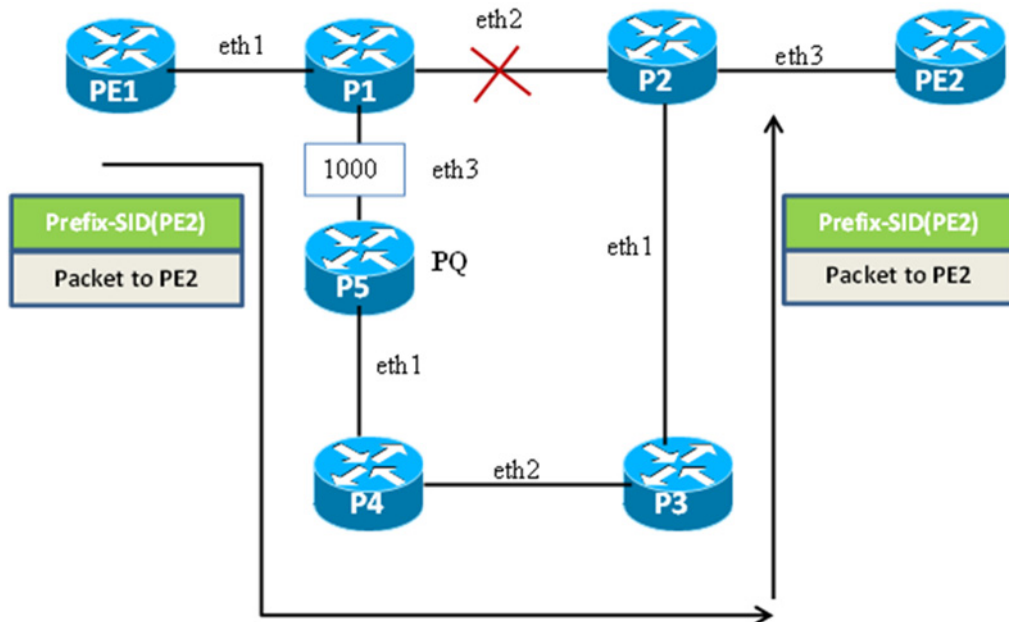 eth2
eth1
eth3
PE1
P1
P2
PE2
1000
eth3
Prefix-SID(PE2)
Packet to PE2
PQ
P5
eth1
Prefix-SID(PE2)
Packet to PE2
eth1
eth2
P4
P3